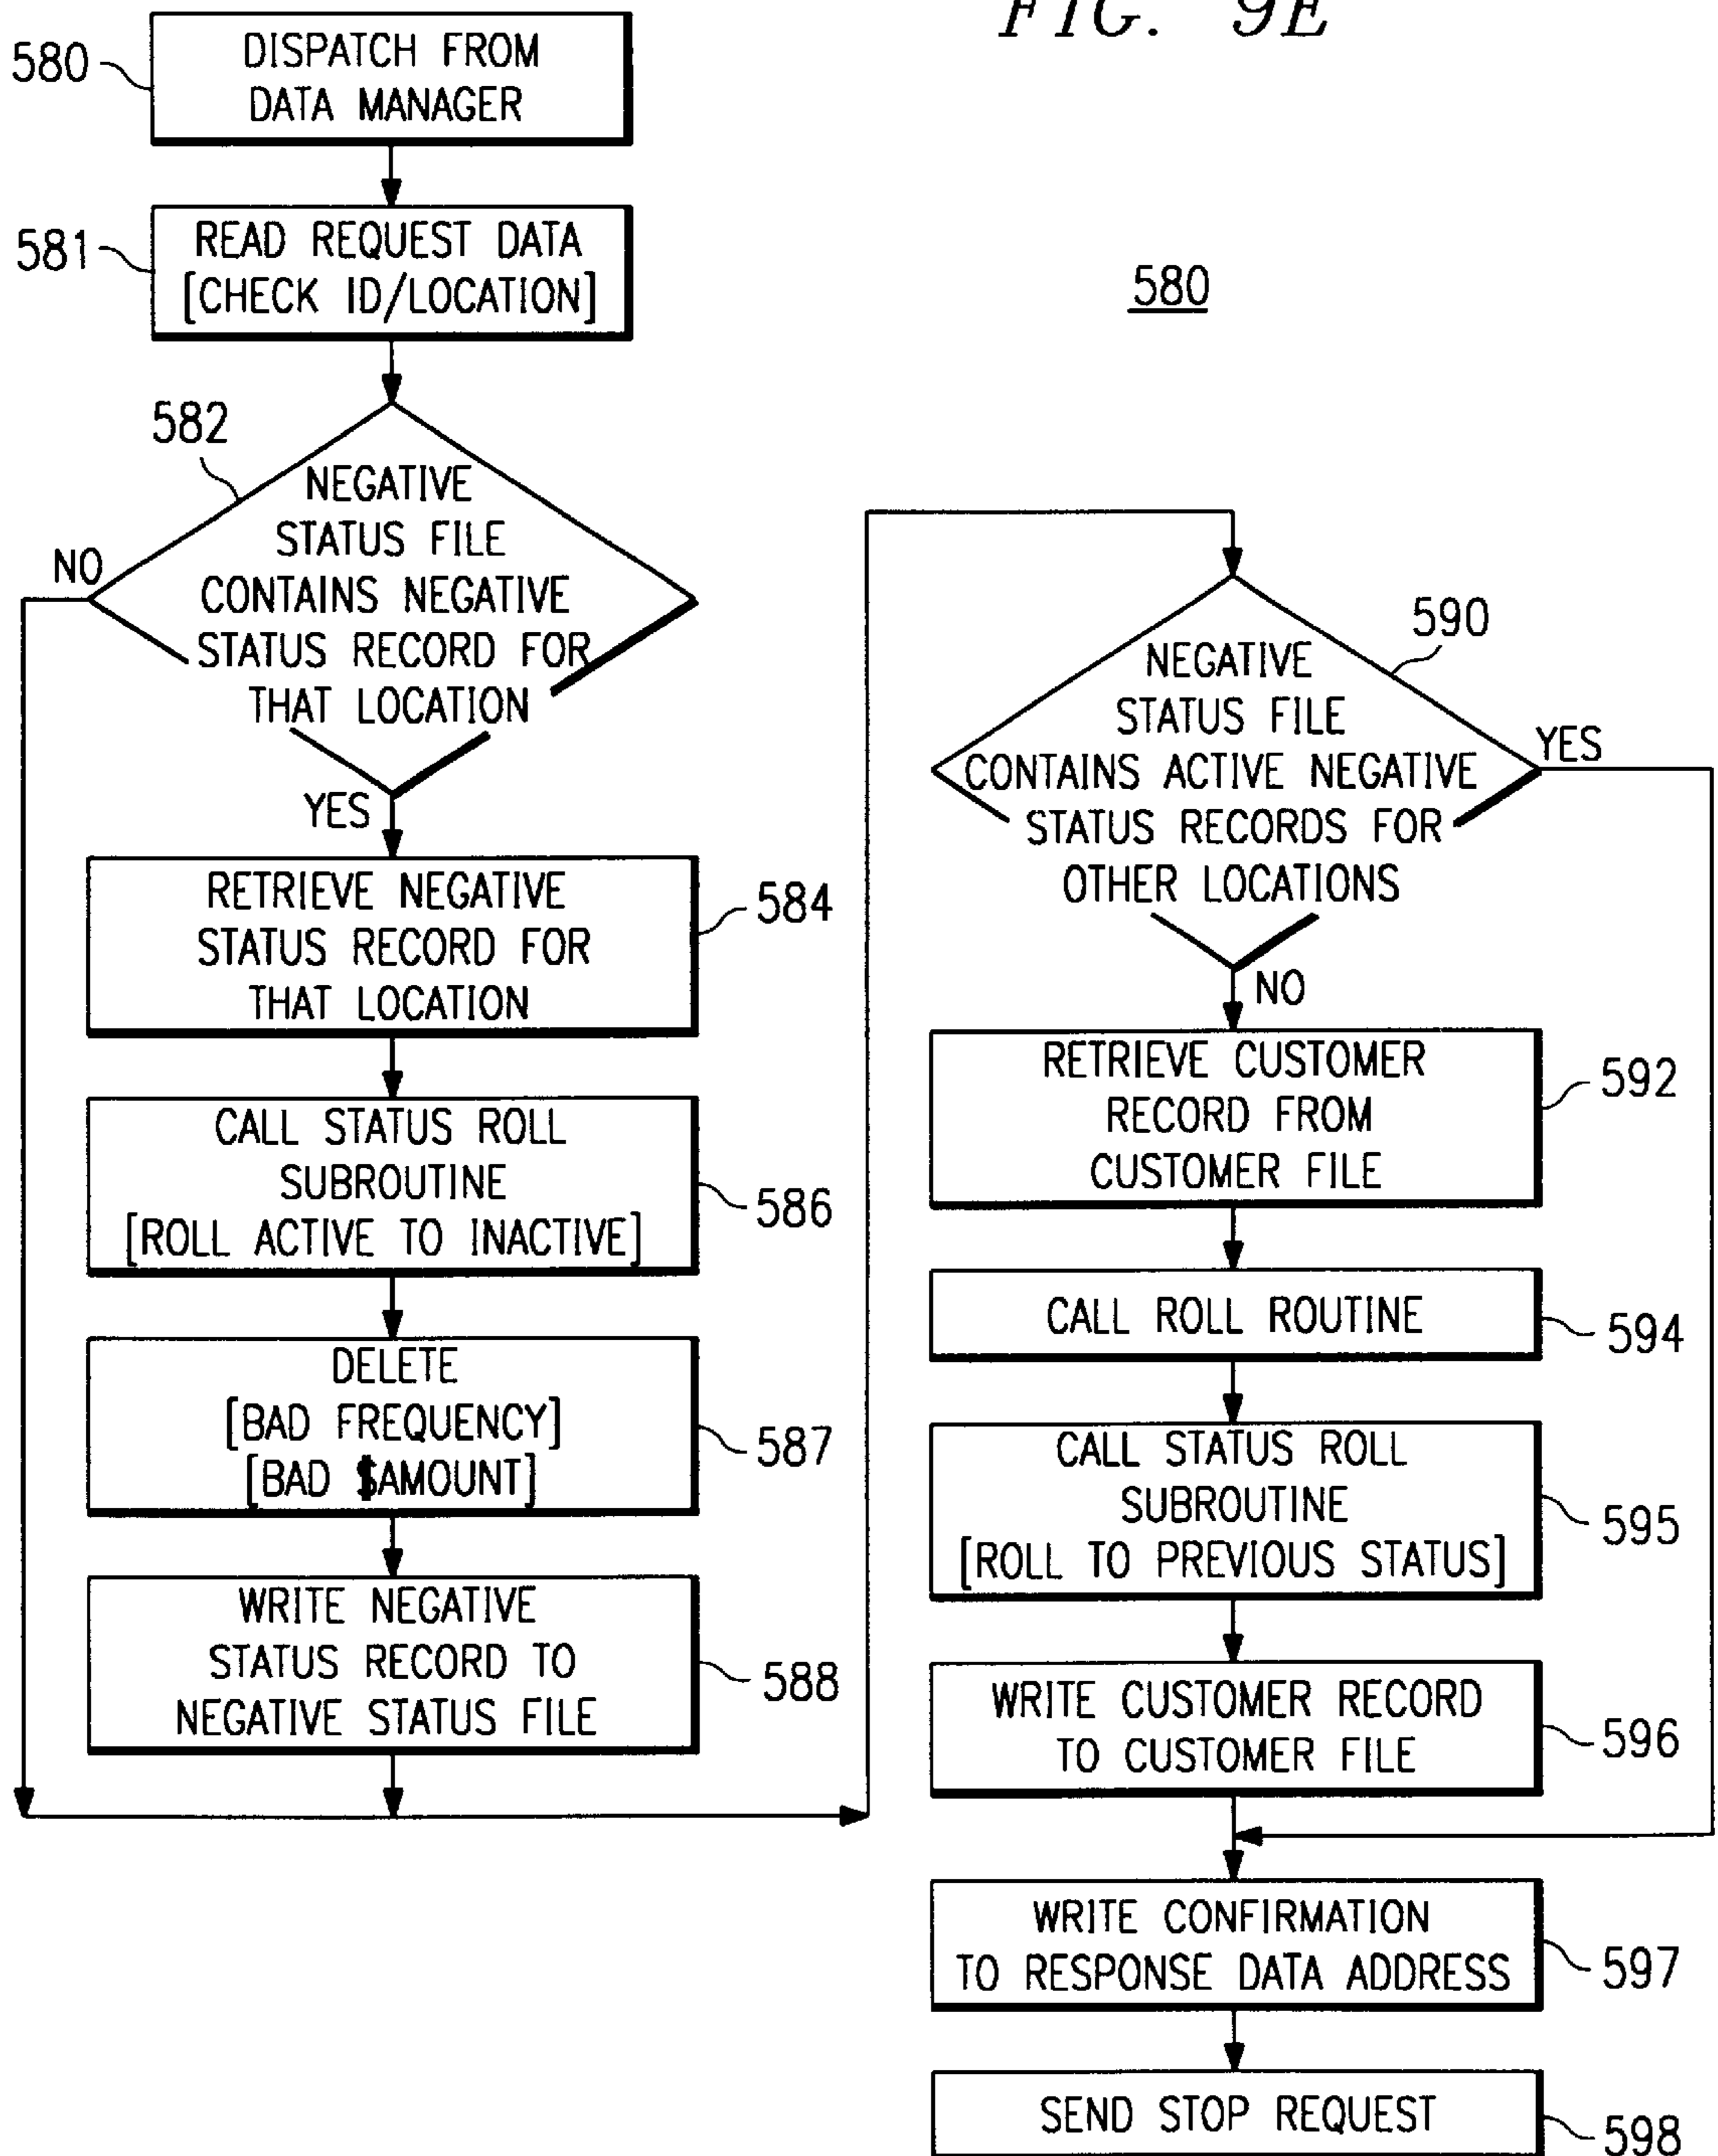 FIG. 9E
580
DISPATCH FROM
DATA MANAGER
581
READ REQUEST DATA
[CHECK ID/LOCATION]
580
582
NEGATIVE
STATUS FILE
CONTAINS NEGATIVE
STATUS RECORD FOR
THAT LOCATION
NO
YES
RETRIEVE NEGATIVE
STATUS RECORD FOR
THAT LOCATION
584
CALL STATUS ROLL
SUBROUTINE
[ROLL ACTIVE TO INACTIVE]
586
DELETE
[BAD FREQUENCY]
[BAD $AMOUNT]
587
WRITE NEGATIVE
STATUS RECORD TO
NEGATIVE STATUS FILE
588
590
NEGATIVE
STATUS FILE
CONTAINS ACTIVE NEGATIVE
STATUS RECORDS FOR
OTHER LOCATIONS
YES
NO
RETRIEVE CUSTOMER
RECORD FROM
CUSTOMER FILE
592
CALL ROLL ROUTINE
594
CALL STATUS ROLL
SUBROUTINE
[ROLL TO PREVIOUS STATUS]
595
WRITE CUSTOMER RECORD
TO CUSTOMER FILE
596
WRITE CONFIRMATION
TO RESPONSE DATA ADDRESS
597
SEND STOP REQUEST
598